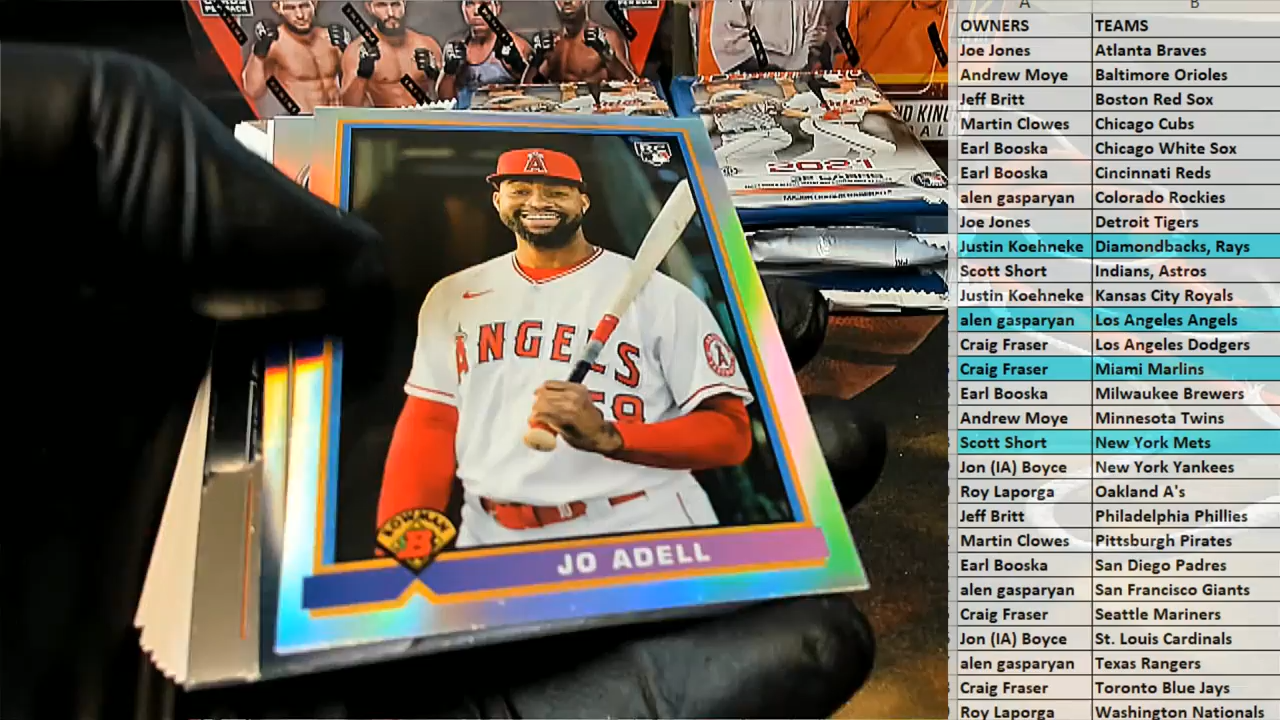 A B
OWNERS TEAMS
Joe Jones Atlanta Braves
Andrew Moye Baltimore Orioles
Jeff Britt Boston Red Sox
Martin Clowes Chicago Cubs
Earl Booska Chicago White Sox
Earl Booska Cincinnati Reds
alen gasparyan Colorado Rockies
Joe Jones Detroit Tigers
Justin Koehneke Diamondbacks, Rays
Scott Short Indians, Astros
Justin Koehneke Kansas City Royals
alen gasparyan Los Angeles Angels
Craig Fraser Los Angeles Dodgers
Craig Fraser Miami Marlins
Earl Booska Milwaukee Brewers
Andrew Moye Minnesota Twins
Scott Short New York Mets
Jon (IA) Boyce New York Yankees
Roy Laporga Oakland A's
Jeff Britt Philadelphia Phillies
Martin Clowes Pittsburgh Pirates
Earl Booska San Diego Padres
alen gasparyan San Francisco Giants
Craig Fraser Seattle Mariners
Jon (IA) Boyce St. Louis Cardinals
alen gasparyan Texas Rangers
Craig Fraser Toronto Blue Jays
Roy Laporga Washington Nationals
2021
RC
A
ANGELS
59
BOWMAN
B
JO ADELL